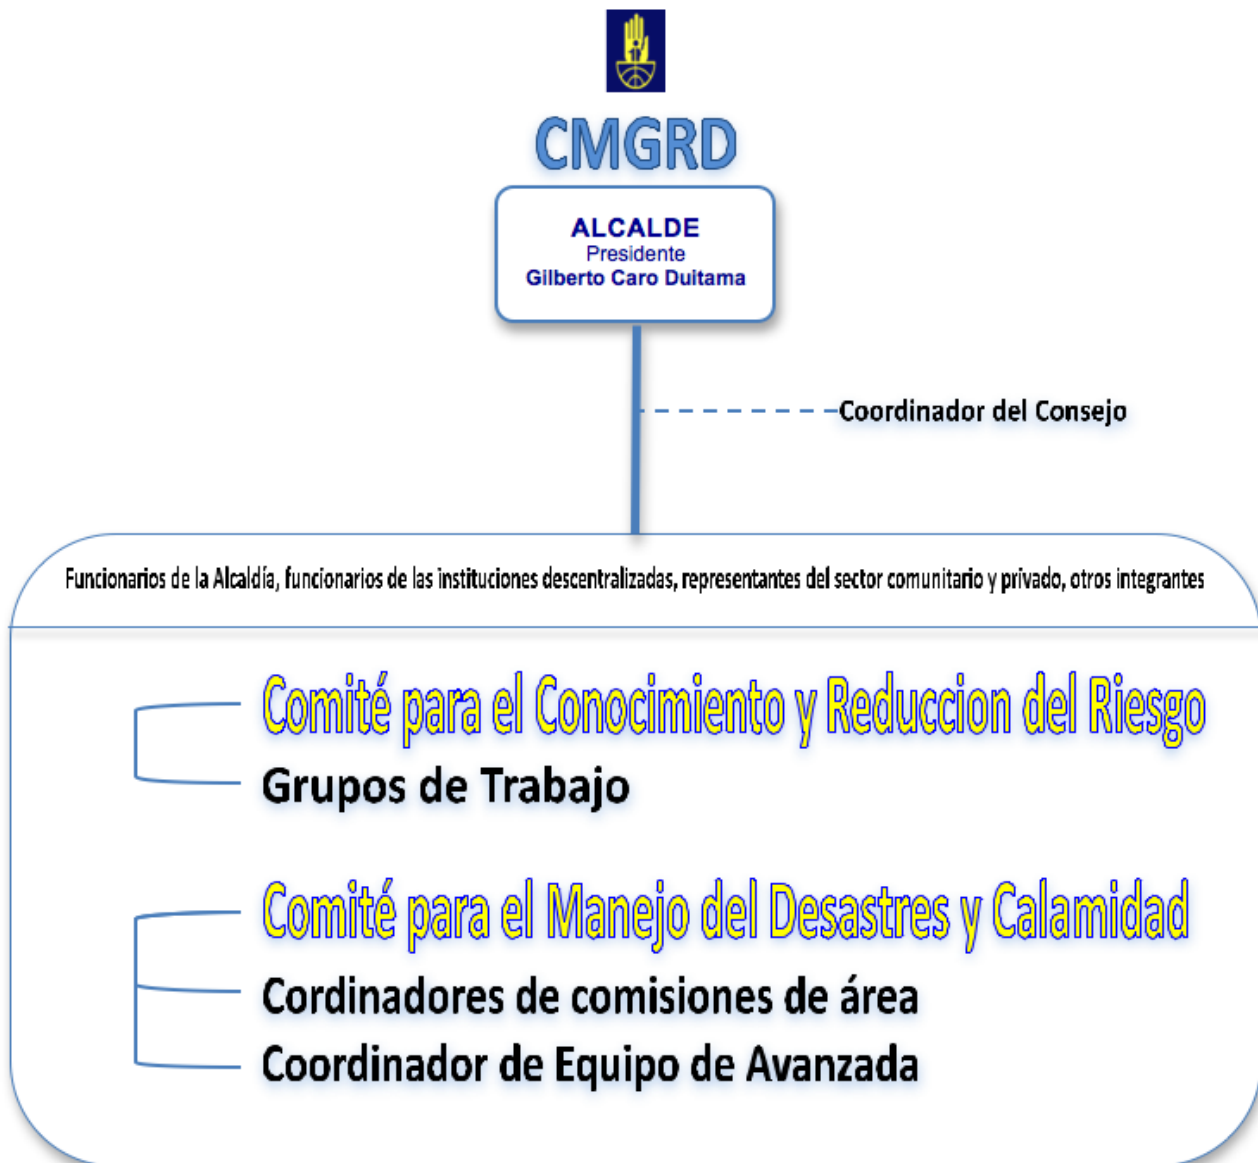 CMGRD
ALCALDE
Presidente
Gilberto Caro Duitama
Coordinador del Consejo
Funcionarios de la Alcaldía, funcionarios de las instituciones descentralizadas, representantes del sector comunitario y privado, otros integrantes
Comité para el Conocimiento y Reduccion del Riesgo
Grupos de Trabajo
Comité para el Manejo del Desastres y Calamidad
Cordinadores de comisiones de área
Coordinador de Equipo de Avanzada